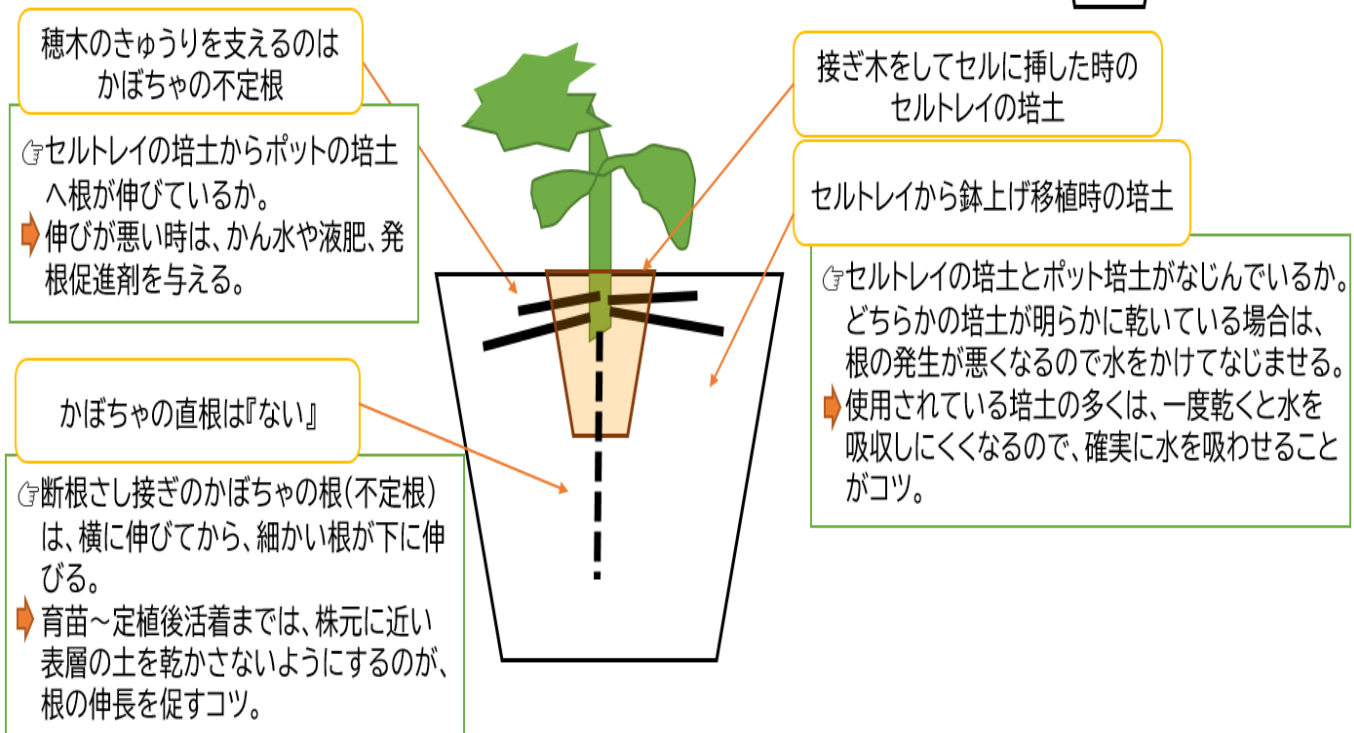 穂木のきゅうりを支えるのは
かぼちゃの不定根
☞セルトレイの培土からポットの培土
へ根が伸びているか。
伸びが悪い時は、かん水や液肥、発
根促進剤を与える。
かぼちゃの直根は『ない』
☞断根さし接ぎのかぼちゃの根(不定根)
は、横に伸びてから、細かい根が下に伸
びる。
育苗～定植後活着までは、株元に近い
表層の土を乾かさないようにするのが、
根の伸長を促すコツ。
接ぎ木をしてセルに挿した時の
セルトレイの培土
セルトレイから鉢上げ移植時の培土
☞セルトレイの培土とポット培土がなじんでいるか。
どちらかの培土が明らかに乾いている場合は、
根の発生が悪くなるので水をかけてなじませる。
使用されている培土の多くは、一度乾くと水を
吸収しにくくなるので、確実に水を吸わせること
がコツ。